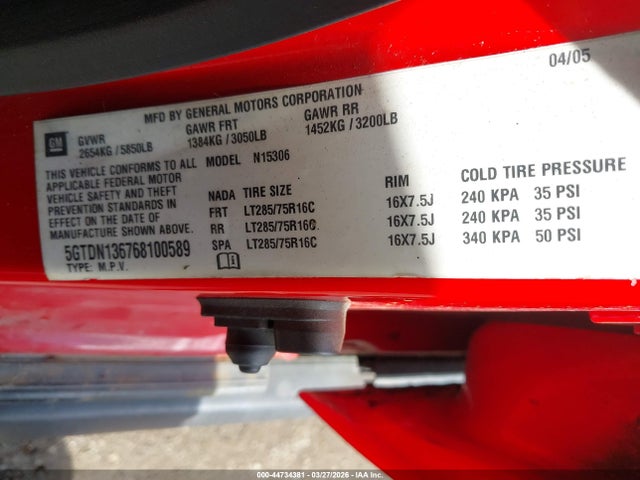 04/05
MFD BY GENERAL MOTORS CORPORATION
GM
GVWR GAWR FRT GAWR RR
2654KG / 5850LB 1384KG / 3050LB 1452KG / 3200LB
THIS VEHICLE CONFORMS TO ALL
APPLICABLE FEDERAL MOTOR
VEHICLE SAFETY AND THEFT
PREVENTION STANDARDS IN
EFFECT ON THE DATE OF
MANUFACTURE SHOWN ABOVE.
5GTDN136768100589
TYPE: M.P.V.
MODEL N15306
NADA TIRE SIZE RIM COLD TIRE PRESSURE
FRT LT285/75R16C 16X7.5J 240 KPA 35 PSI
RR LT285/75R16C 16X7.5J 240 KPA 35 PSI
SPA LT285/75R16C 16X7.5J 340 KPA 50 PSI
000-44734381 - 03/27/2026 - IAAI.COM